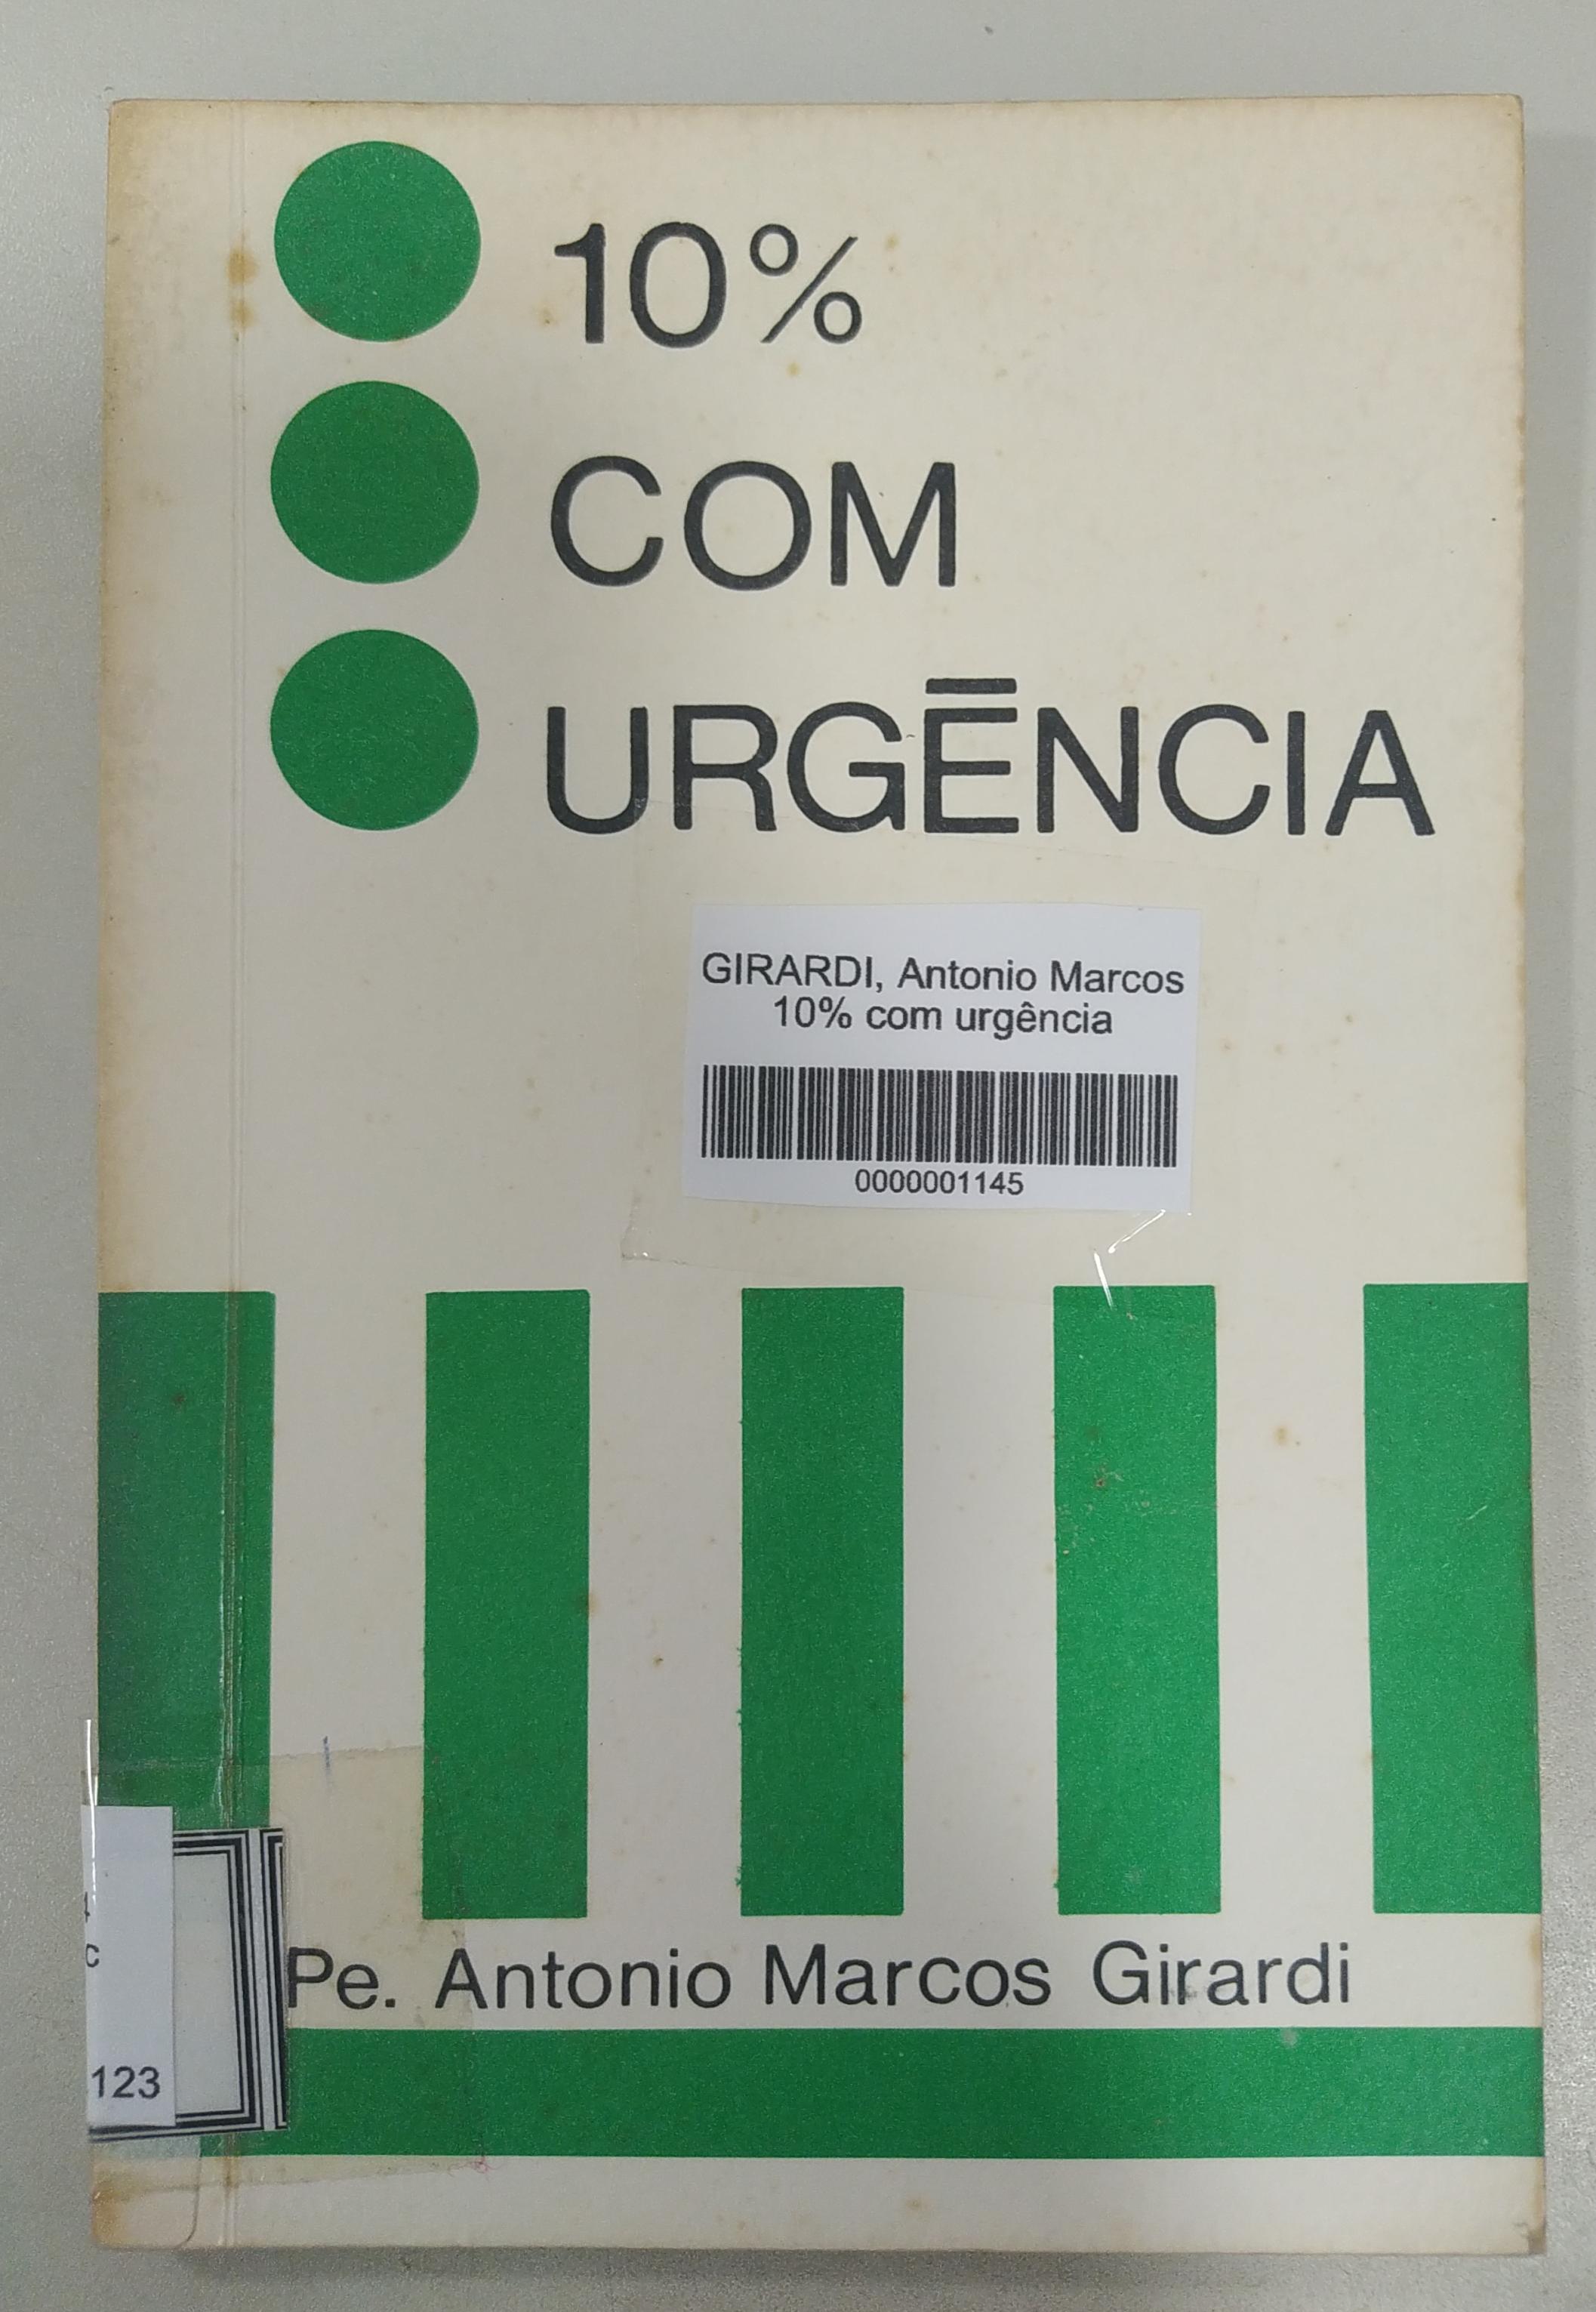 10%
COM
URGĒNCIA
GIRARDI, Antonio Marcos
10% com urgência
0000001145
c
123
Pe. Antonio Marcos Girardi